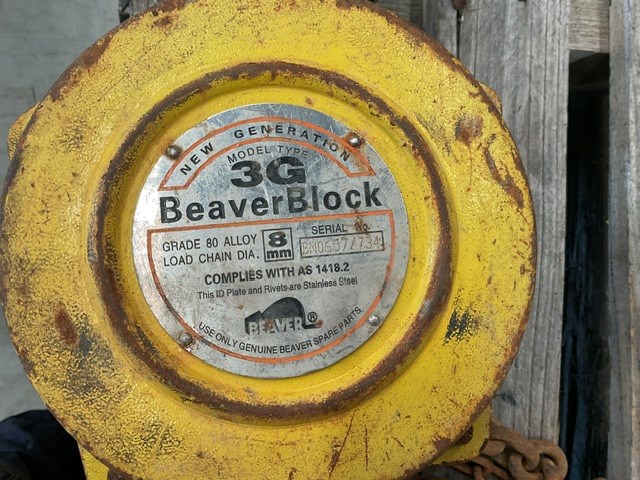 NEW GENERATION
MODEL TYPE
3G
BeaverBlock
GRADE 80 ALLOY
LOAD CHAIN DIA.
8
mm
SERIAL No.
COMPLIES WITH AS 1418.2
This ID Plate and Rivets are Stainless Steel
BEAVER®
USE ONLY GENUINE BEAVER SPARE PARTS